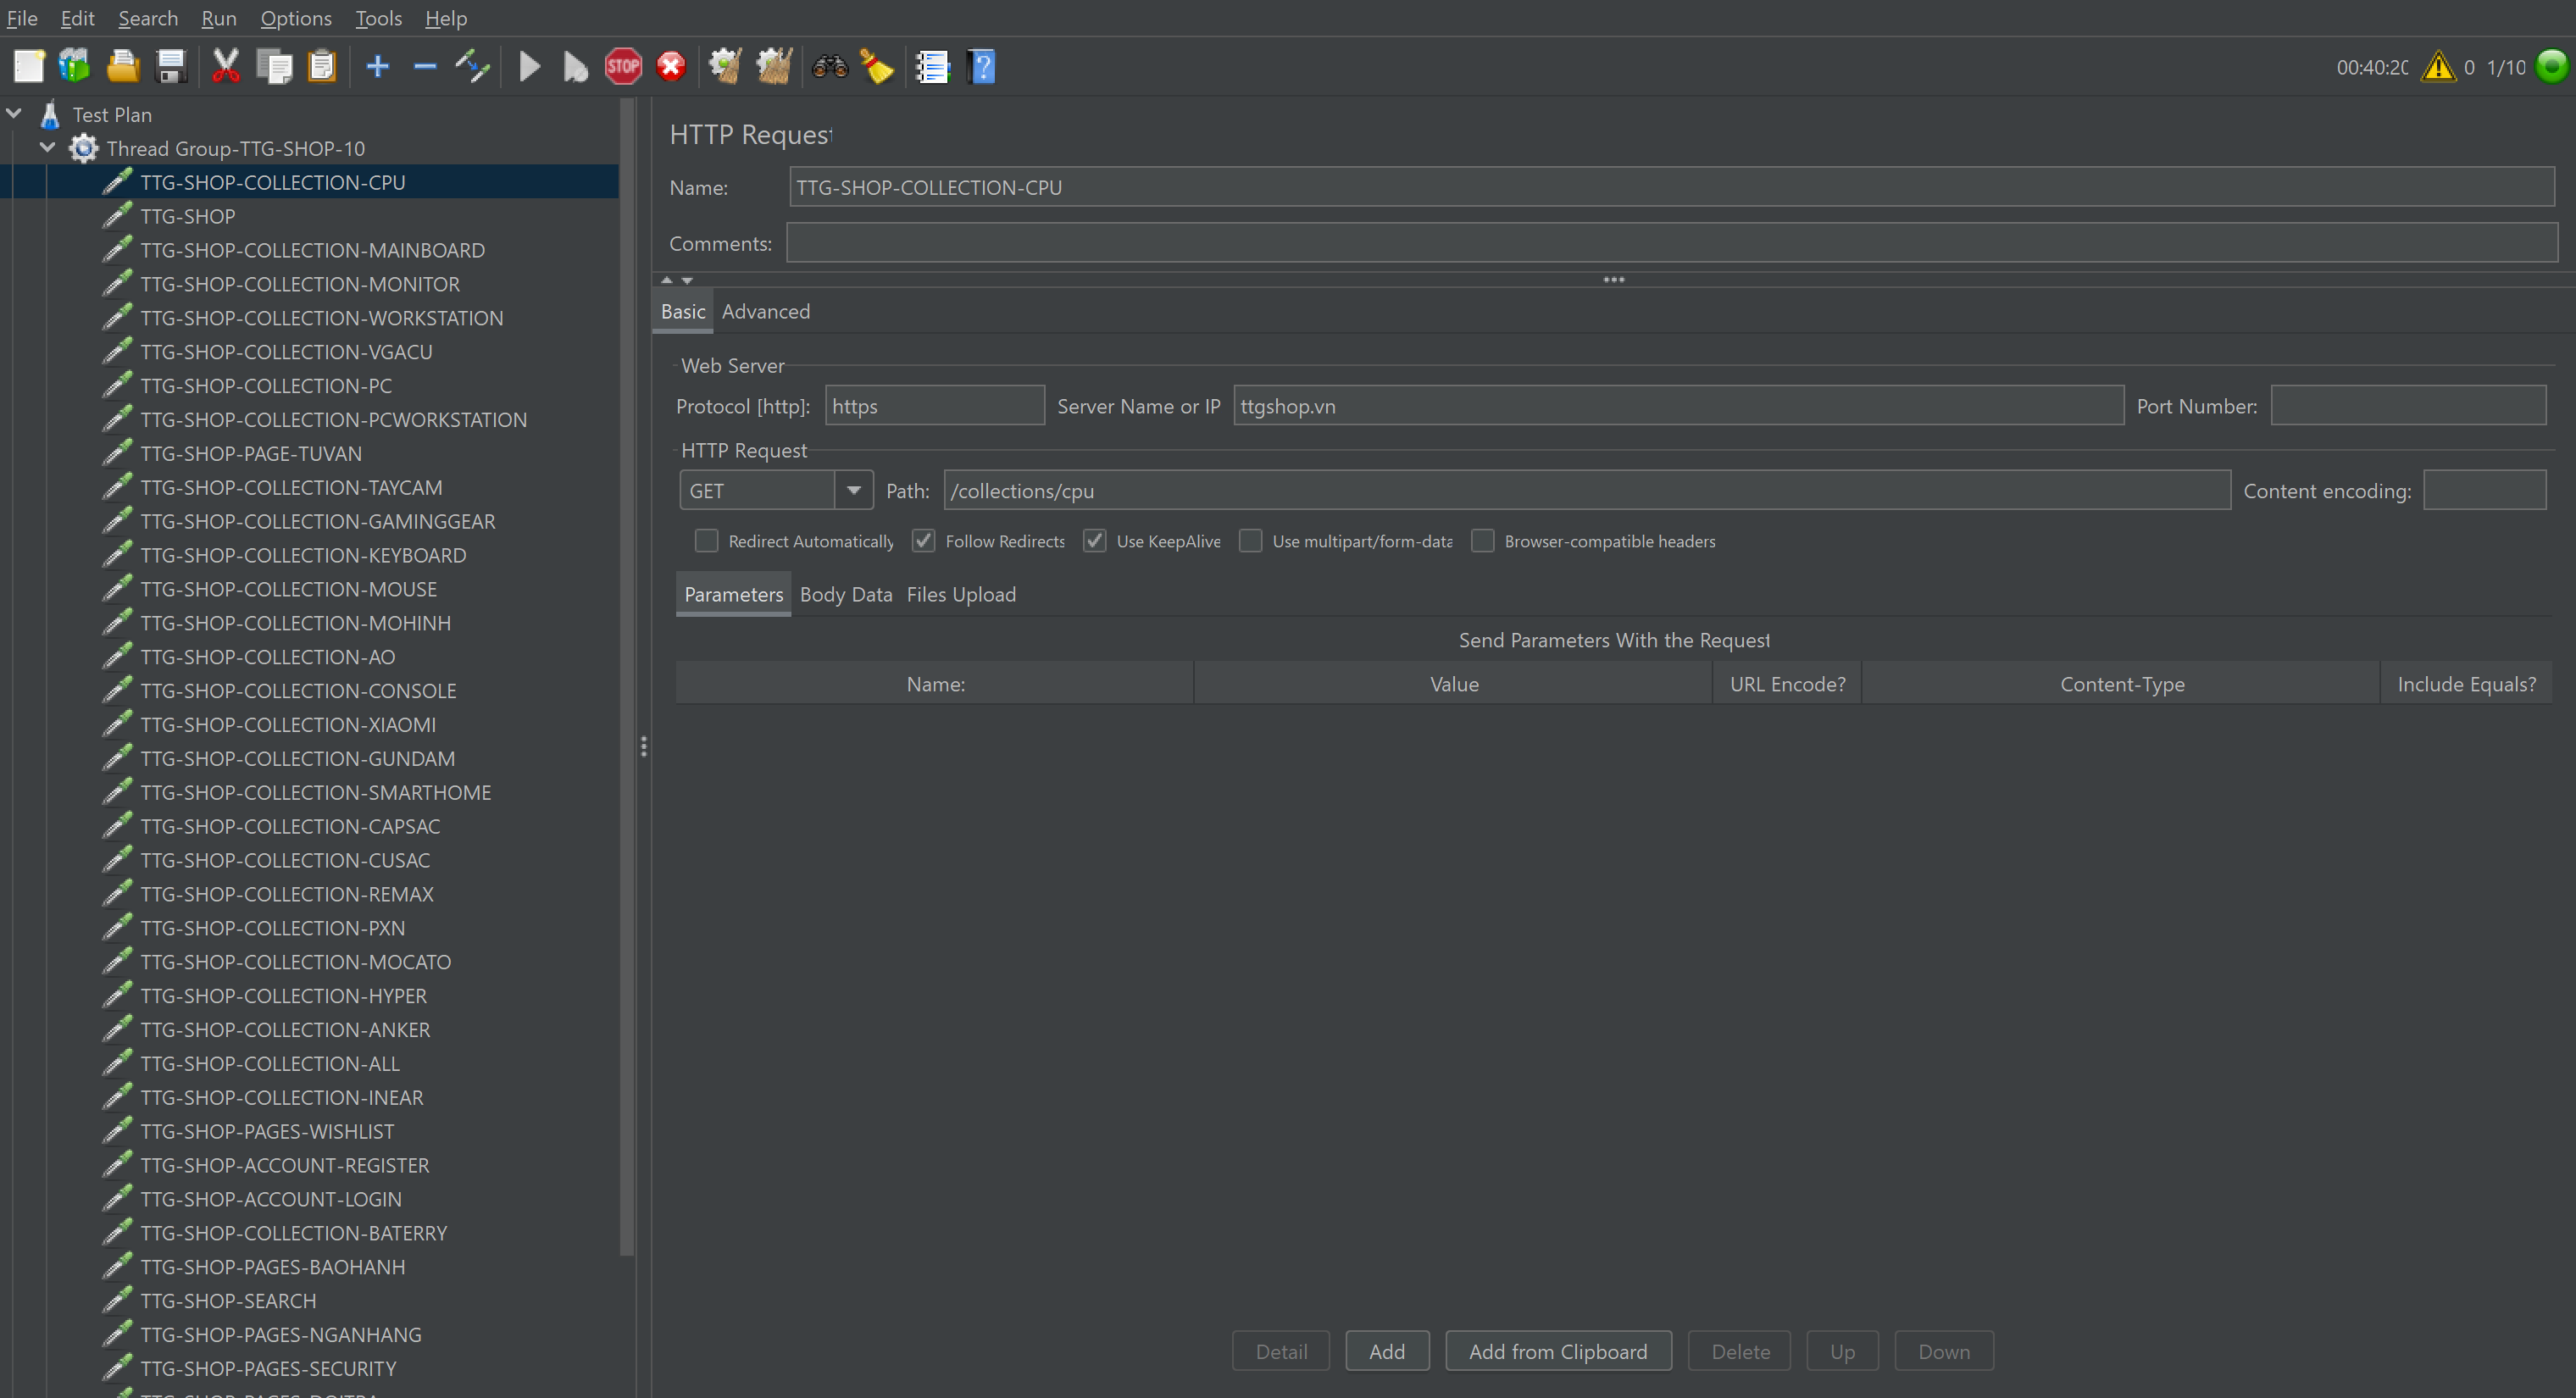 File Edit Search Run Options Tools Help
STOP
00:40:20 0 1/10
Test Plan
Thread Group-TTG-SHOP-10
TTG-SHOP-COLLECTION-CPU
TTG-SHOP
TTG-SHOP-COLLECTION-MAINBOARD
TTG-SHOP-COLLECTION-MONITOR
TTG-SHOP-COLLECTION-WORKSTATION
TTG-SHOP-COLLECTION-VGACU
TTG-SHOP-COLLECTION-PC
TTG-SHOP-COLLECTION-PCWORKSTATION
TTG-SHOP-PAGE-TUVAN
TTG-SHOP-COLLECTION-TAYCAM
TTG-SHOP-COLLECTION-GAMINGGEAR
TTG-SHOP-COLLECTION-KEYBOARD
TTG-SHOP-COLLECTION-MOUSE
TTG-SHOP-COLLECTION-MOHINH
TTG-SHOP-COLLECTION-AO
TTG-SHOP-COLLECTION-CONSOLE
TTG-SHOP-COLLECTION-XIAOMI
TTG-SHOP-COLLECTION-GUNDAM
TTG-SHOP-COLLECTION-SMARTHOME
TTG-SHOP-COLLECTION-CAPSAC
TTG-SHOP-COLLECTION-CUSAC
TTG-SHOP-COLLECTION-REMAX
TTG-SHOP-COLLECTION-PXN
TTG-SHOP-COLLECTION-MOCATO
TTG-SHOP-COLLECTION-HYPER
TTG-SHOP-COLLECTION-ANKER
TTG-SHOP-COLLECTION-ALL
TTG-SHOP-COLLECTION-INEAR
TTG-SHOP-PAGES-WISHLIST
TTG-SHOP-ACCOUNT-REGISTER
TTG-SHOP-ACCOUNT-LOGIN
TTG-SHOP-COLLECTION-BATERRY
TTG-SHOP-PAGES-BAOHANH
TTG-SHOP-SEARCH
TTG-SHOP-PAGES-NGANHANG
TTG-SHOP-PAGES-SECURITY
HTTP Request
Name: TTG-SHOP-COLLECTION-CPU
Comments:
Basic Advanced
Web Server
Protocol [http]: https Server Name or IP ttgshop.vn Port Number:
HTTP Request
GET Path: /collections/cpu Content encoding:
Redirect Automatically Follow Redirects Use KeepAlive Use multipart/form-data Browser-compatible headers
Parameters Body Data Files Upload
Send Parameters With the Request
Name: Value URL Encode? Content-Type Include Equals?
Detail Add Add from Clipboard Delete Up Down